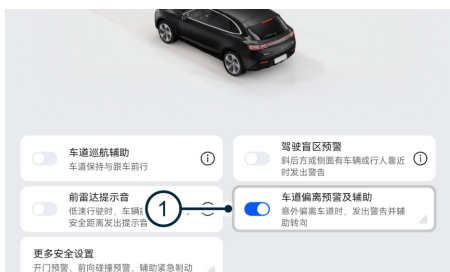 车道巡航辅助
车道保持与跟车前行
驾驶盲区预警
斜后方或侧面有车辆或行人靠近
时发出警告
前雷达提示音
低速行驶时，车辆
安全距离发出提示音
1
车道偏离预警及辅助
意外偏离车道时，发出警告并辅
助转向
更多安全设置
开门预警、前向碰撞预警、辅助紧急制动